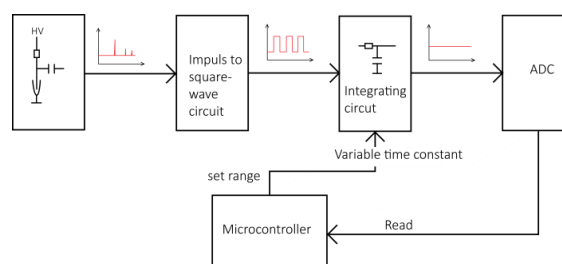 HV
Impuls to
square-
wave
circuit
Integrating
circut
ADC
Variable time constant
set range
Microcontroller
Read